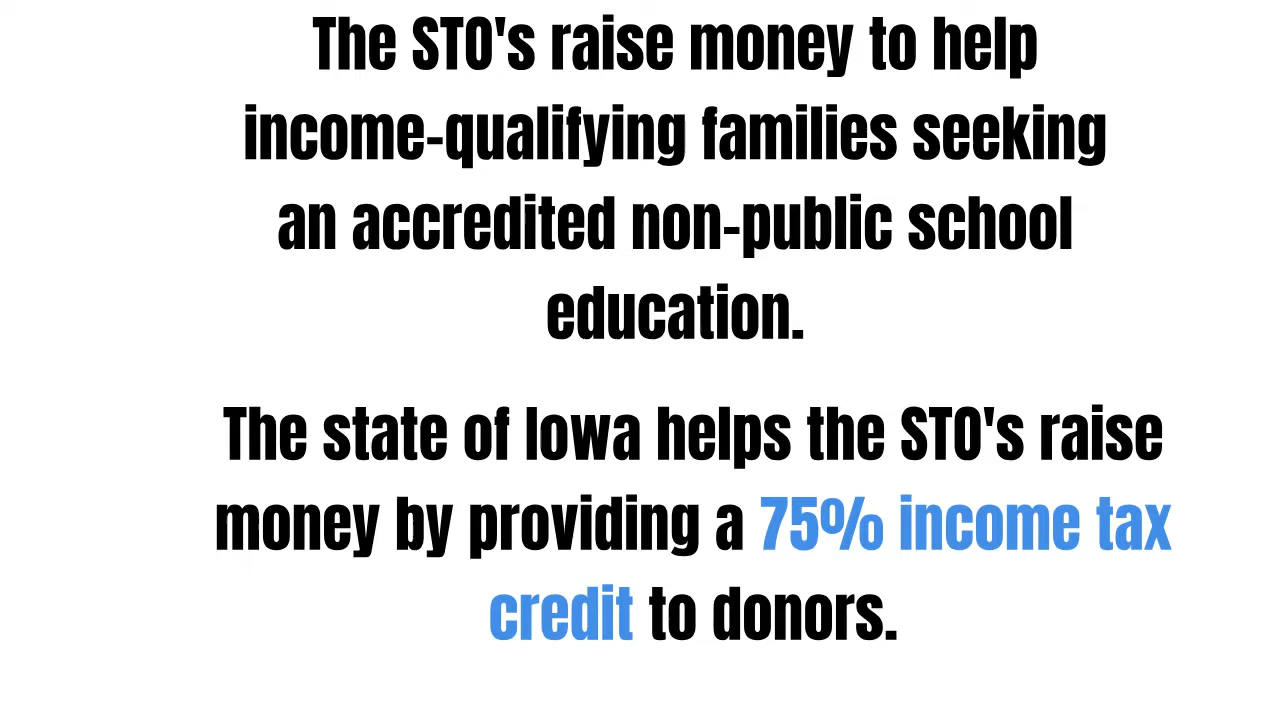 The STO's raise money to help
income-qualifying families seeking
an accredited non-public school
education.
The state of Iowa helps the STO's raise
money by providing a 75% income tax
credit to donors.